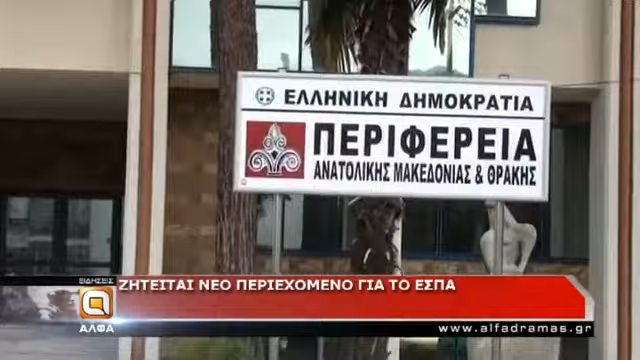 ΕΛΛΗΝΙΚΗ ΔΗΜΟΚΡΑΤΙΑ
ΠΕΡΙΦΕΡΕΙΑ
ΑΝΑΤΟΛΙΚΗΣ ΜΑΚΕΔΟΝΙΑΣ & ΘΡΑΚΗΣ
ΕΙΔΗΣΕΙΣ
ΖΗΤΕΙΤΑΙ ΝΕΟ ΠΕΡΙΕΧΟΜΕΝΟ ΓΙΑ ΤΟ ΕΣΠΑ
ΑΛΦΑ
www.alfadramas.gr